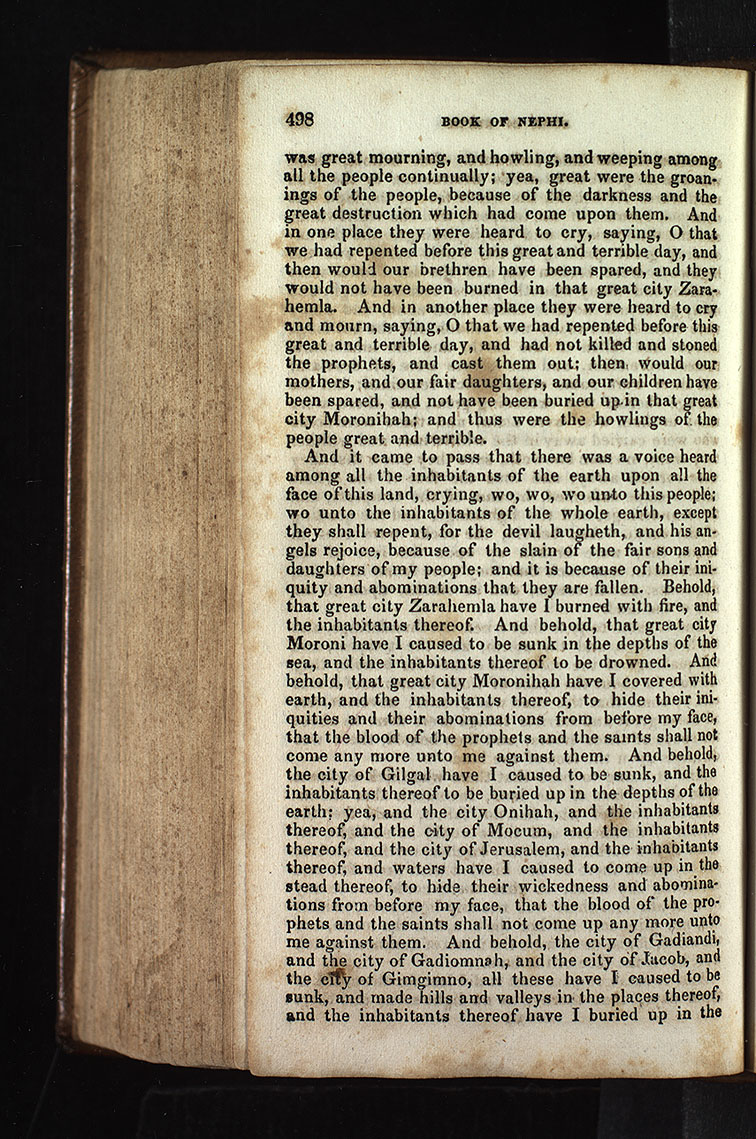 498
BOOK OF NEPHI.
was great mourning, and howling, and weeping among
all the people continually; yea, great were the groan-
ings of the people, because of the darkness and the
great destruction which had come upon them. And
in one place they were heard to cry, saying, O that
we had repented before this great and terrible day, and
then would our brethren have been spared, and they
would not have been burned in that great city Zara-
hemla. And in another place they were heard to cry
and mourn, saying, O that we had repented before this
great and terrible day, and had not killed and stoned
the prophets, and cast them out; then would our
mothers, and our fair daughters, and our children have
been spared, and not have been buried up in that great
city Moronihah; and thus were the howlings of the
people great and terrible.
And it came to pass that there was a voice heard
among all the inhabitants of the earth upon all the
face of this land, crying, wo, wo, wo unto this people;
wo unto the inhabitants of the whole earth, except
they shall repent, for the devil laugheth, and his an-
gels rejoice, because of the slain of the fair sons and
daughters of my people; and it is because of their ini-
quity and abominations that they are fallen. Behold,
that great city Zarahemla have I burned with fire, and
the inhabitants thereof. And behold, that great city
Moroni have I caused to be sunk in the depths of the
sea, and the inhabitants thereof to be drowned. And
behold, that great city Moronihah have I covered with
earth, and the inhabitants thereof, to hide their ini-
quities and their abominations from before my face,
that the blood of the prophets and the saints shall not
come any more unto me against them. And behold,
the city of Gilgal have I caused to be sunk, and the
inhabitants thereof to be buried up in the depths of the
earth; yea, and the city Onihah, and the inhabitants
thereof, and the city of Mocum, and the inhabitants
thereof, and the city of Jerusalem, and the inhabitants
thereof, and waters have I caused to come up in the
stead thereof, to hide their wickedness and abomina-
tions from before my face, that the blood of the pro-
phets and the saints shall not come up any more unto
me against them. And behold, the city of Gadiandi,
and the city of Gadiomnah, and the city of Jacob, and
the city of Gimgimno, all these have I caused to be
sunk, and made hills and valleys in the places thereof,
and the inhabitants thereof have I buried up in the